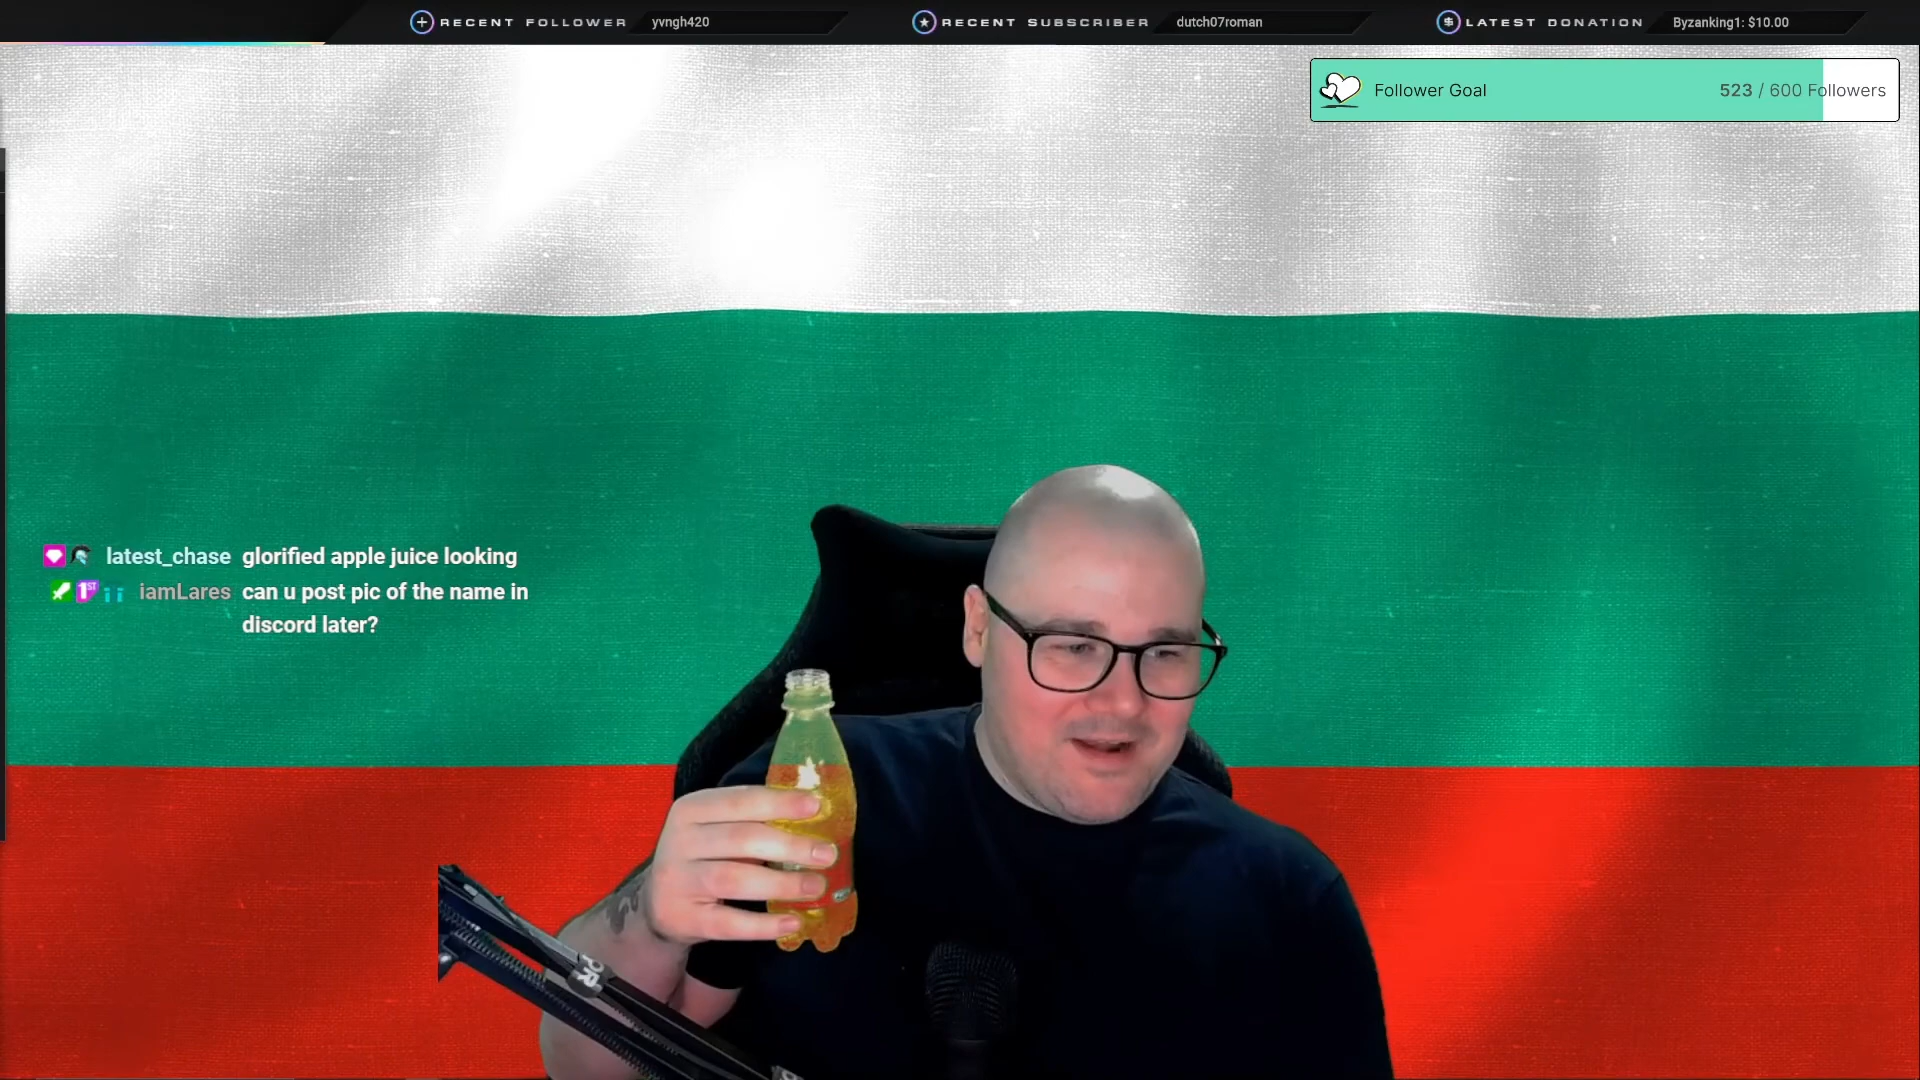 RECENT FOLLOWER yvngh420
RECENT SUBSCRIBER dutch07roman
LATEST DONATION Byzanking1: $10.00
Follower Goal 523 / 600 Followers
latest_chase glorified apple juice looking
1ST iamLares can u post pic of the name in
discord later?